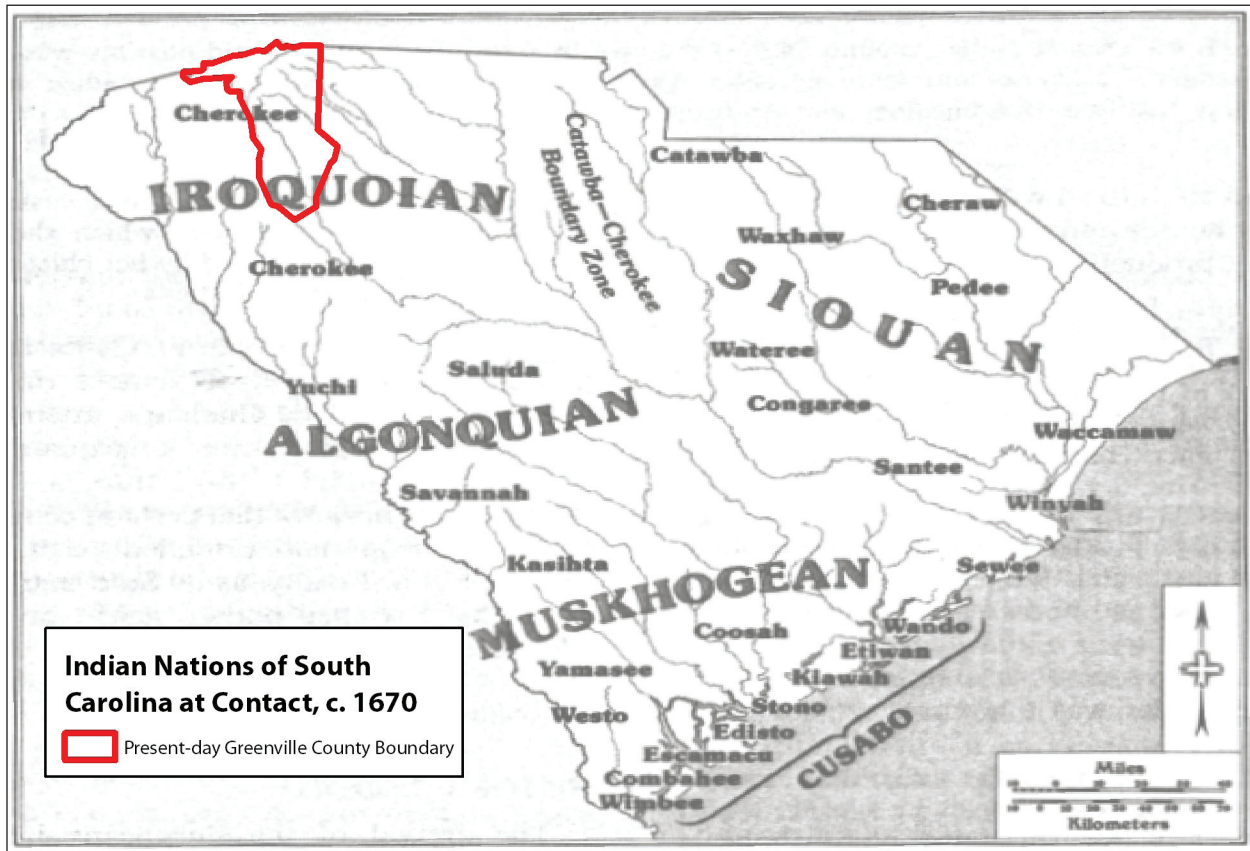 Cherokee
IROQUOIAN
Cherokee
Catawba—Cherokee
Boundary Zone
Catawba
Cheraw
Waxhaw
Pedee
SIOUAN
Wateree
Congaree
Waccamaw
Santee
Winyah
Sewee
Saluda
Yuchi
ALGONQUIAN
Savannah
Kasihta
MUSKHOGEAN
Coosah
Wando
Etiwan
Kiawah
Yamasee
Stono
Westo
Edisto
Escamacu
Combahee
Wimbee
CUSABO
Indian Nations of South
Carolina at Contact, c. 1670
Present-day Greenville County Boundary
Miles
Kilometers